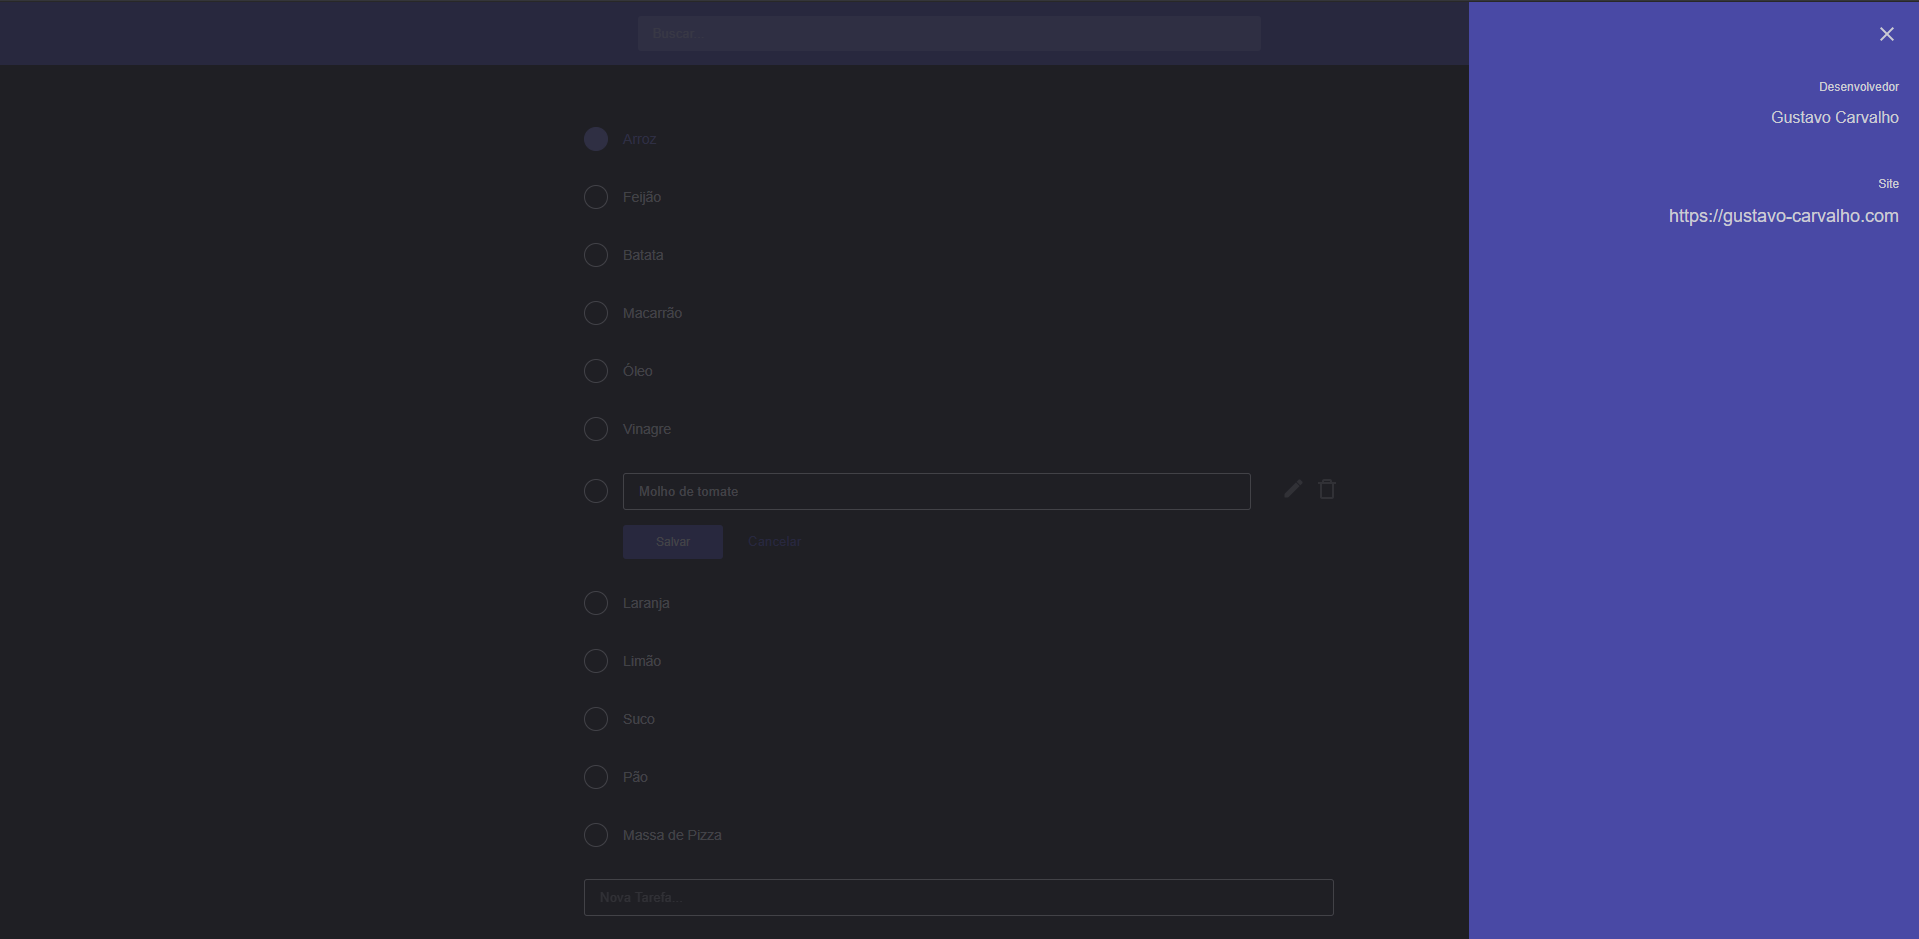 Buscar...
Desenvolvedor
Gustavo Carvalho
Site
https://gustavo-carvalho.com
Arroz
Feijão
Batata
Macarrão
Óleo
Vinagre
Molho de tomate
Salvar
Cancelar
Laranja
Limão
Suco
Pão
Massa de Pizza
Nova Tarefa...